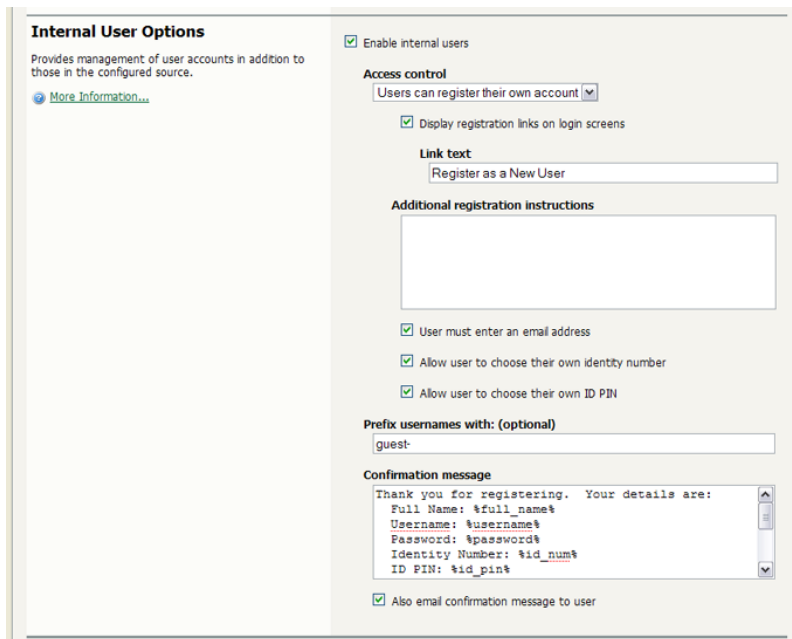 Internal User Options
Provides management of user accounts in addition to
those in the configured source.
More Information...
Enable internal users
Access control
Users can register their own account
Display registration links on login screens
Link text
Register as a New User
Additional registration instructions
User must enter an email address
Allow user to choose their own identity number
Allow user to choose their own ID PIN
Prefix usernames with: (optional)
guest-
Confirmation message
Thank you for registering.  Your details are:
Full Name: %full_name%
Username: %username%
Password: %password%
Identity Number: %id_num%
ID PIN: %id_pin%
Also email confirmation message to user